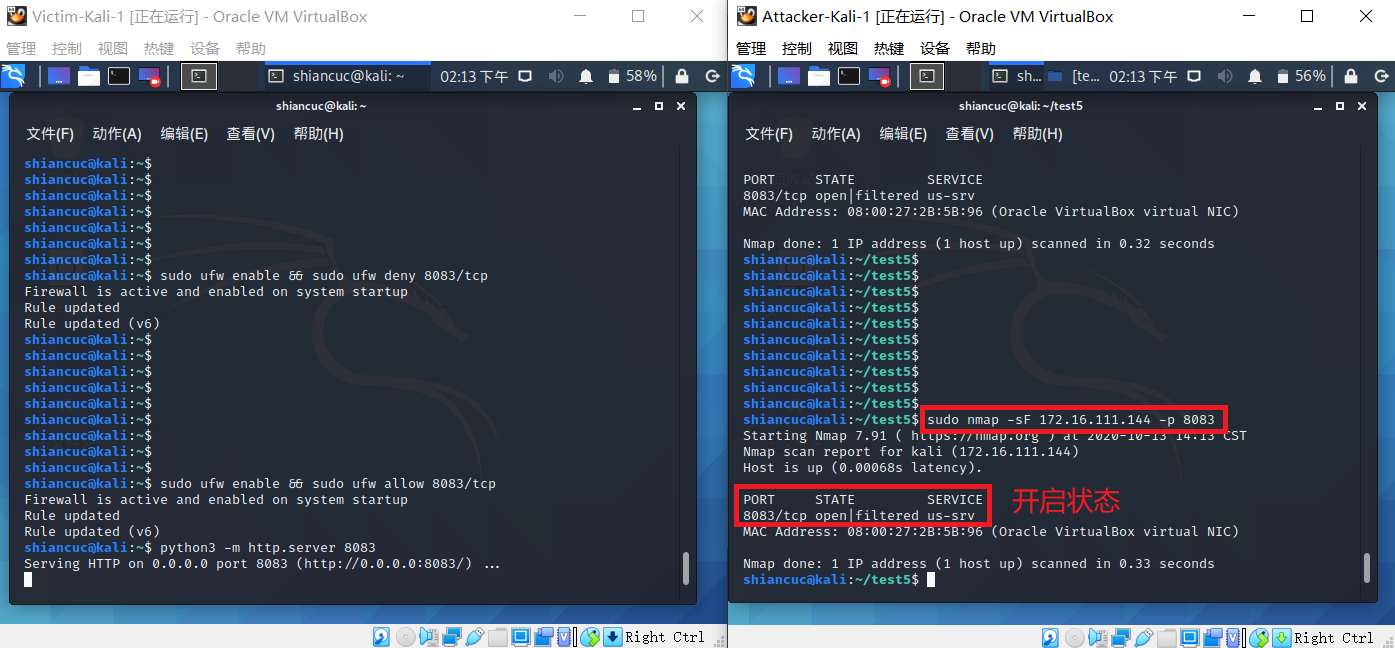 Victim-Kali-1 [正在运行] - Oracle VM VirtualBox
管理 控制 视图 热键 设备 帮助
shiancuc@kali: ~ 02:13 下午 58%
shiancuc@kali: ~
文件(F) 动作(A) 编辑(E) 查看(V) 帮助(H)
shiancuc@kali:~$
shiancuc@kali:~$
shiancuc@kali:~$
shiancuc@kali:~$
shiancuc@kali:~$
shiancuc@kali:~$
shiancuc@kali:~$
shiancuc@kali:~$ sudo ufw enable && sudo ufw deny 8083/tcp
Firewall is active and enabled on system startup
Rule updated
Rule updated (v6)
shiancuc@kali:~$
shiancuc@kali:~$
shiancuc@kali:~$
shiancuc@kali:~$
shiancuc@kali:~$
shiancuc@kali:~$
shiancuc@kali:~$
shiancuc@kali:~$
shiancuc@kali:~$
shiancuc@kali:~$ sudo ufw enable && sudo ufw allow 8083/tcp
Firewall is active and enabled on system startup
Rule updated
Rule updated (v6)
shiancuc@kali:~$ python3 -m http.server 8083
Serving HTTP on 0.0.0.0 port 8083 (http://0.0.0.0:8083/) ...
Right Ctrl
Attacker-Kali-1 [正在运行] - Oracle VM VirtualBox
管理 控制 视图 热键 设备 帮助
sh... [te... 02:13 下午 56%
shiancuc@kali: ~/test5
文件(F) 动作(A) 编辑(E) 查看(V) 帮助(H)
PORT STATE SERVICE
8083/tcp open|filtered us-srv
MAC Address: 08:00:27:2B:5B:96 (Oracle VirtualBox virtual NIC)
Nmap done: 1 IP address (1 host up) scanned in 0.32 seconds
shiancuc@kali:~/test5$
shiancuc@kali:~/test5$
shiancuc@kali:~/test5$
shiancuc@kali:~/test5$
shiancuc@kali:~/test5$
shiancuc@kali:~/test5$
shiancuc@kali:~/test5$
shiancuc@kali:~/test5$
shiancuc@kali:~/test5$
shiancuc@kali:~/test5$
shiancuc@kali:~/test5$ sudo nmap -sF 172.16.111.144 -p 8083
Starting Nmap 7.91 ( https://nmap.org ) at 2020-10-13 14:13 CST
Nmap scan report for kali (172.16.111.144)
Host is up (0.00068s latency).
PORT STATE SERVICE
8083/tcp open|filtered us-srv
开启状态
MAC Address: 08:00:27:2B:5B:96 (Oracle VirtualBox virtual NIC)
Nmap done: 1 IP address (1 host up) scanned in 0.33 seconds
shiancuc@kali:~/test5$
Right Ctrl